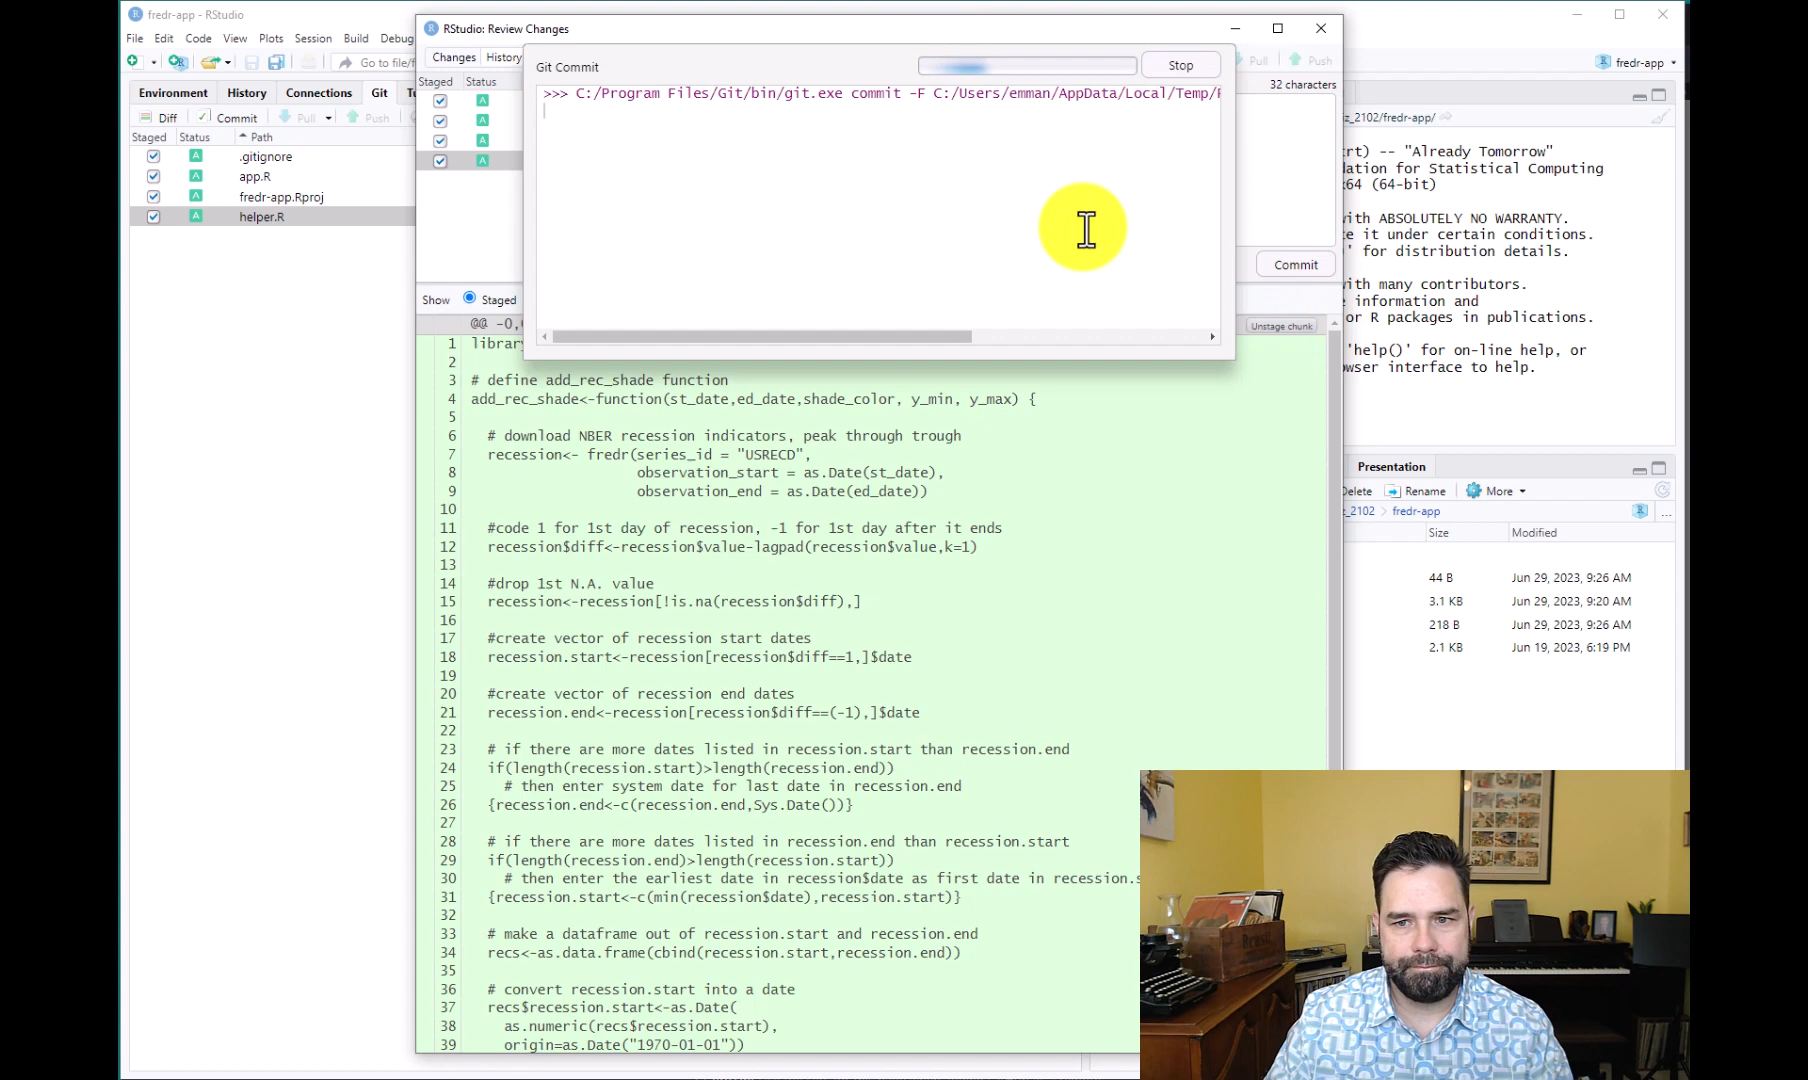 fredr-app - RStudio
RStudio: Review Changes
File Edit Code View Plots Session Build Debug
Changes History
Git Commit
Stop
Pull Push
Go to file/f
fredr-app
Staged Status
>>> C:/Program Files/Git/bin/git.exe commit -F C:/Users/emman/AppData/Local/Temp/
32 characters
Environment History Connections Git
Diff Commit Pull Push
Staged Status Path
.gitignore
app.R
fredr-app.Rproj
helper.R
_2102/fredr-app/
rt) -- "Already Tomorrow"
dation for Statistical Computing
x64 (64-bit)
with ABSOLUTELY NO WARRANTY.
te it under certain conditions.
' for distribution details.
with many contributors.
e information and
or R packages in publications.
'help()' for on-line help, or
owser interface to help.
Commit
Show Staged
Unstage chunk
@@ -0,
1 librar
2
3 # define add_rec_shade function
4 add_rec_shade<-function(st_date,ed_date,shade_color, y_min, y_max) {
5
6 # download NBER recession indicators, peak through trough
7 recession<- fredr(series_id = "USRECD",
8 observation_start = as.Date(st_date),
9 observation_end = as.Date(ed_date))
10
11 #code 1 for 1st day of recession, -1 for 1st day after it ends
12 recession$diff<-recession$value-lagpad(recession$value,k=1)
13
14 #drop 1st N.A. value
15 recession<-recession[!is.na(recession$diff),]
16
17 #create vector of recession start dates
18 recession.start<-recession[recession$diff==1,]$date
19
20 #create vector of recession end dates
21 recession.end<-recession[recession$diff==(-1),]$date
22
23 # if there are more dates listed in recession.start than recession.end
24 if(length(recession.start)>length(recession.end))
25 # then enter system date for last date in recession.end
26 {recession.end<-c(recession.end,Sys.Date())}
27
28 # if there are more dates listed in recession.end than recession.start
29 if(length(recession.end)>length(recession.start))
30 # then enter the earliest date in recession$date as first date in recession.s
31 {recession.start<-c(min(recession$date),recession.start)}
32
33 # make a dataframe out of recession.start and recession.end
34 recs<-as.data.frame(cbind(recession.start,recession.end))
35
36 # convert recession.start into a date
37 recs$recession.start<-as.Date(
38 as.numeric(recs$recession.start),
39 origin=as.Date("1970-01-01"))
Presentation
Delete Rename More
_2102 > fredr-app
Size Modified
44 B Jun 29, 2023, 9:26 AM
3.1 KB Jun 29, 2023, 9:20 AM
218 B Jun 29, 2023, 9:26 AM
2.1 KB Jun 19, 2023, 6:19 PM